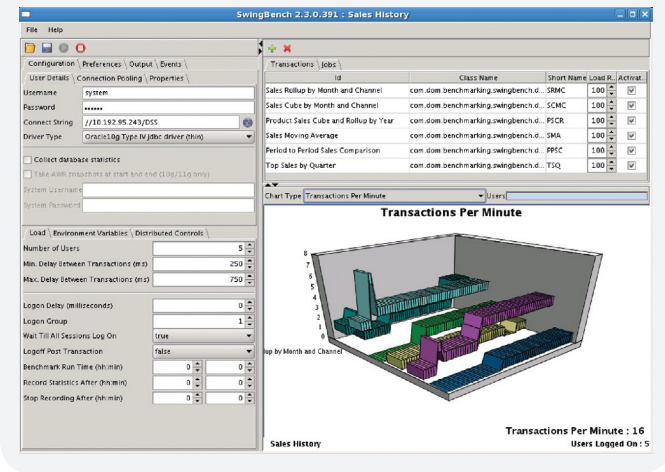 SwingBench 2.3.0.391 : Sales History
File Help
Configuration Preferences Output Events
User Details Connection Pooling Properties
Username system
Password ••••••
Connect String //10.192.95.243/DSS
Driver Type Oracle10g Type IV jdbc driver (thin)
Collect database statistics
Take AWR snapshots at start and end (10g/11g only)
System Username
System Password
Load Environment Variables Distributed Controls
Number of Users 5
Min. Delay Between Transactions (ms) 250
Max. Delay Between Transactions (ms) 750
Logon Delay (milliseconds) 0
Logon Group 1
Wait Till All Sessions Log On true
Logoff Post Transaction false
Benchmark Run Time (hh:min) 0 0
Record Statistics After (hh:min) 0 0
Stop Recording After (hh:min) 0 0
Transactions Jobs
Id Class Name Short Name Load R... Activat...
Sales Rollup by Month and Channel com.dom.benchmarking.swingbench.d... SRMC 100
Sales Cube by Month and Channel com.dom.benchmarking.swingbench.d... SCMC 100
Product Sales Cube and Rollup by Year com.dom.benchmarking.swingbench.d... PSCR 100
Sales Moving Average com.dom.benchmarking.swingbench.d... SMA 100
Period to Period Sales Comparison com.dom.benchmarking.swingbench.d... PPSC 100
Top Sales by Quarter com.dom.benchmarking.swingbench.d... TSQ 100
Chart Type Transactions Per Minute Users
Transactions Per Minute
8
7
6
5
4
3
2
1
0
lup by Month and Channel
Transactions Per Minute : 16
Sales History Users Logged On : 5